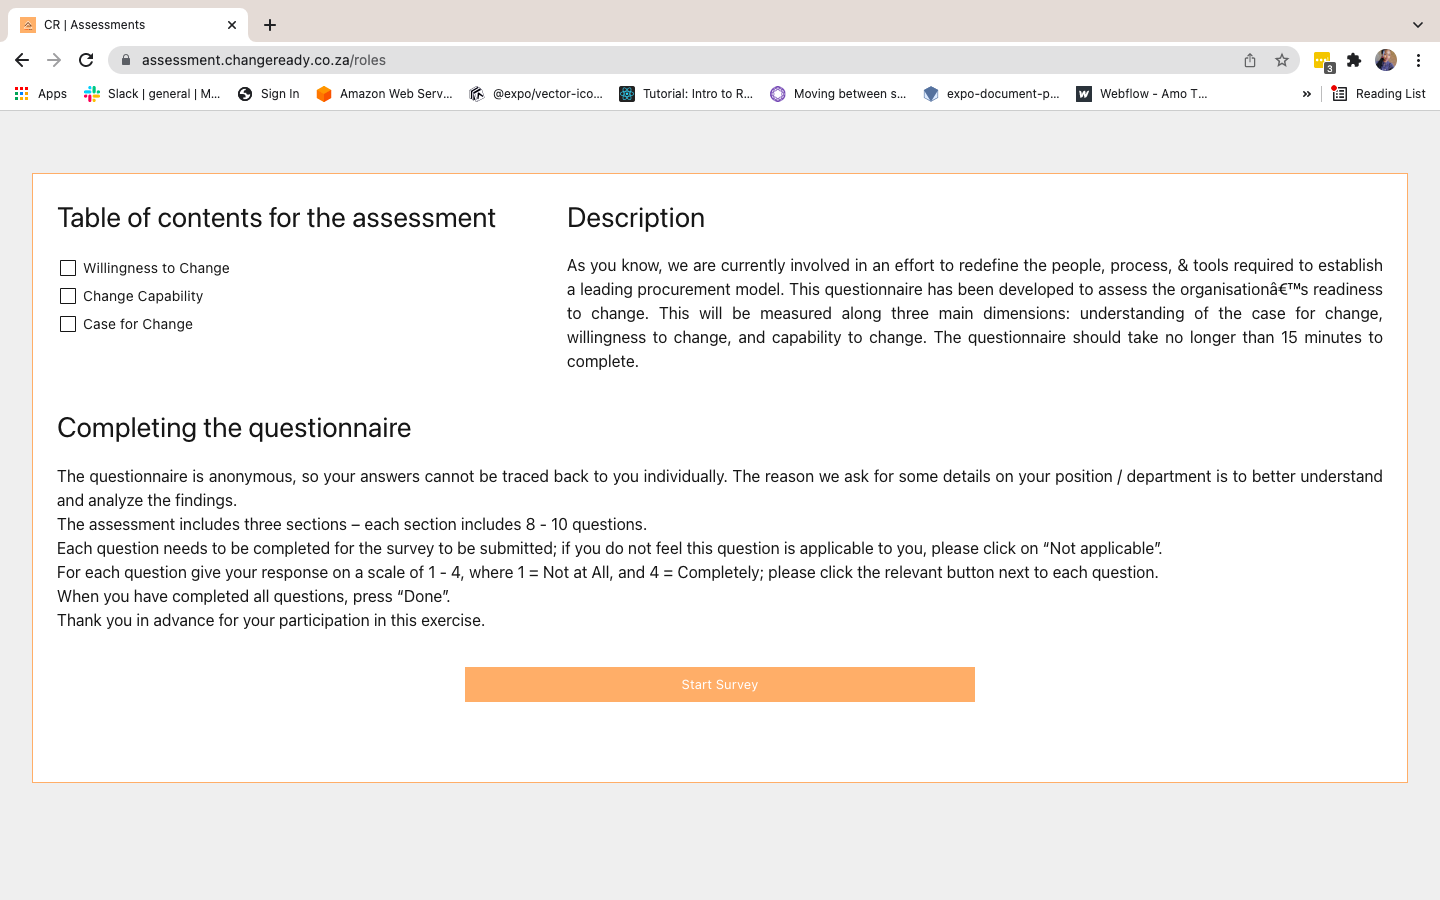 CR | Assessments
assessment.changeready.co.za/roles
3
Apps
Slack | general | M...
Sign In
Amazon Web Serv...
@expo/vector-ico...
Tutorial: Intro to R...
Moving between s...
expo-document-p...
Webflow - Amo T...
»
Reading List
Table of contents for the assessment
Willingness to Change
Change Capability
Case for Change
Description
As you know, we are currently involved in an effort to redefine the people, process, & tools required to establish
a leading procurement model. This questionnaire has been developed to assess the organisationâ€™s readiness
to change. This will be measured along three main dimensions: understanding of the case for change,
willingness to change, and capability to change. The questionnaire should take no longer than 15 minutes to
complete.
Completing the questionnaire
The questionnaire is anonymous, so your answers cannot be traced back to you individually. The reason we ask for some details on your position / department is to better understand
and analyze the findings.
The assessment includes three sections – each section includes 8 - 10 questions.
Each question needs to be completed for the survey to be submitted; if you do not feel this question is applicable to you, please click on “Not applicable”.
For each question give your response on a scale of 1 - 4, where 1 = Not at All, and 4 = Completely; please click the relevant button next to each question.
When you have completed all questions, press “Done”.
Thank you in advance for your participation in this exercise.
Start Survey